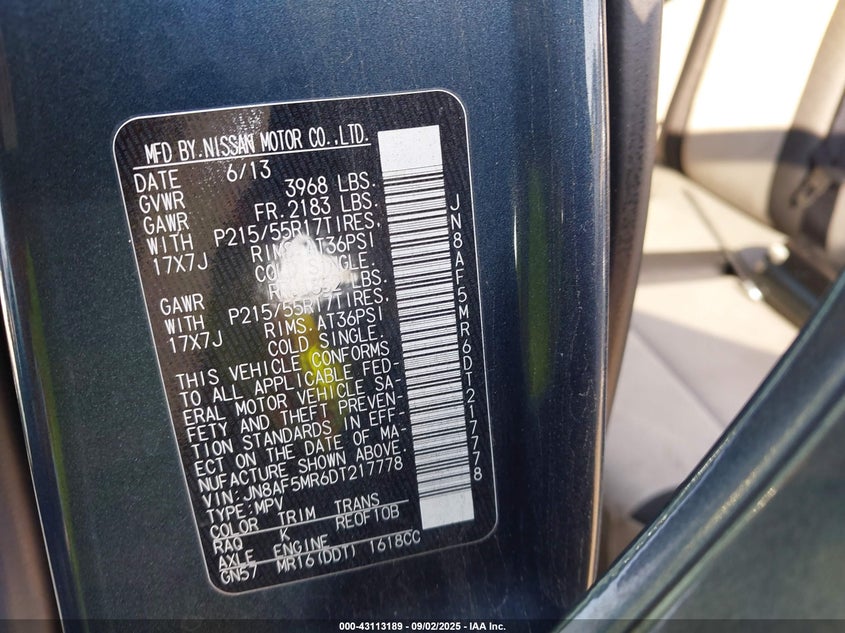 MFD BY.NISSAN MOTOR CO.,LTD.
DATE 6/13
GVWR 3968 LBS.
GAWR FR. 2183 LBS.
WITH P215/55R17TIRES,
17X7J RIMS AT36PSI
COLD SINGLE.
GAWR LBS.
WITH P215/55R17TIRES,
17X7J RIMS.AT36PSI
COLD SINGLE.
THIS VEHICLE CONFORMS
TO ALL APPLICABLE FED-
ERAL MOTOR VEHICLE SA-
FETY AND THEFT PREVEN-
TION STANDARDS IN EFF-
ECT ON THE DATE OF MA-
NUFACTURE SHOWN ABOVE.
VIN:JN8AF5MR6DT217778
TYPE:MPV
COLOR TRIM TRANS
RAQ K RE0F10B
AXLE ENGINE
GN57 MR16(DDT) 1618CC
JN8AF5MR6DT217778
000-43113189 - 09/02/2025 - IAA Inc.